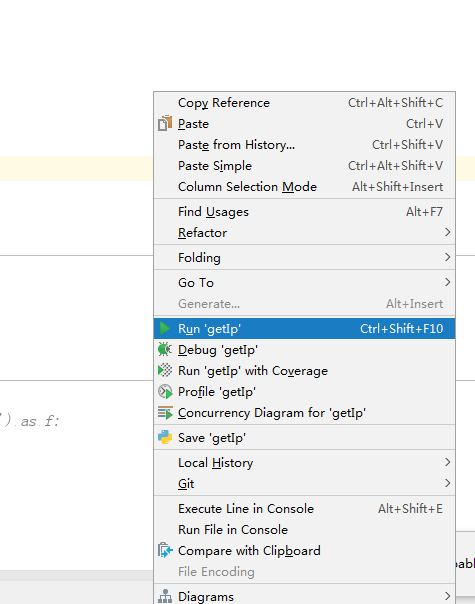 Copy Reference Ctrl+Alt+Shift+C
Paste Ctrl+V
Paste from History... Ctrl+Shift+V
Paste Simple Ctrl+Alt+Shift+V
Column Selection Mode Alt+Shift+Insert
Find Usages Alt+F7
Refactor
Folding
Go To
Generate... Alt+Insert
Run 'getIp' Ctrl+Shift+F10
Debug 'getIp'
Run 'getIp' with Coverage
Profile 'getIp'
Concurrency Diagram for 'getIp'
') as f:
Save 'getIp'
Local History
Git
Execute Line in Console Alt+Shift+E
Run File in Console
Compare with Clipboard
File Encoding
Diagrams